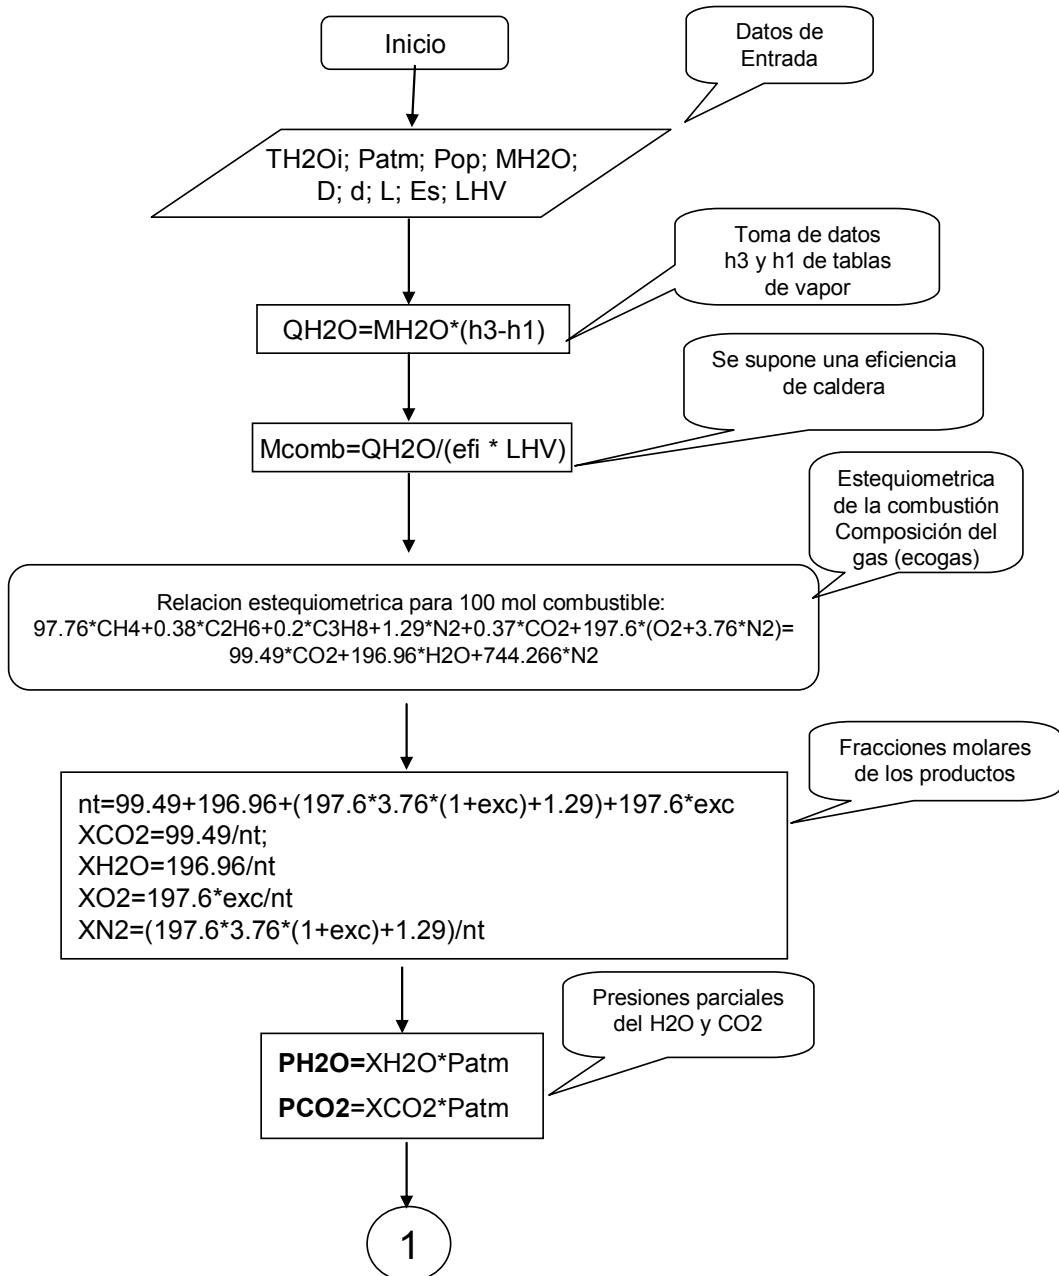 Inicio
Datos de
Entrada
TH2Oi; Patm; Pop; MH2O;
D; d; L; Es; LHV
Toma de datos
h3 y h1 de tablas
de vapor
QH2O=MH2O*(h3-h1)
Se supone una eficiencia
de caldera
Mcomb=QH2O/(efi * LHV)
Estequiometrica
de la combustión
Composición del
gas (ecogas)
Relacion estequiometrica para 100 mol combustible:
97.76*CH4+0.38*C2H6+0.2*C3H8+1.29*N2+0.37*CO2+197.6*(O2+3.76*N2)=
99.49*CO2+196.96*H2O+744.266*N2
Fracciones molares
de los productos
nt=99.49+196.96+(197.6*3.76*(1+exc)+1.29)+197.6*exc
XCO2=99.49/nt;
XH2O=196.96/nt
XO2=197.6*exc/nt
XN2=(197.6*3.76*(1+exc)+1.29)/nt
Presiones parciales
del H2O y CO2
PH2O=XH2O*Patm
PCO2=XCO2*Patm
1